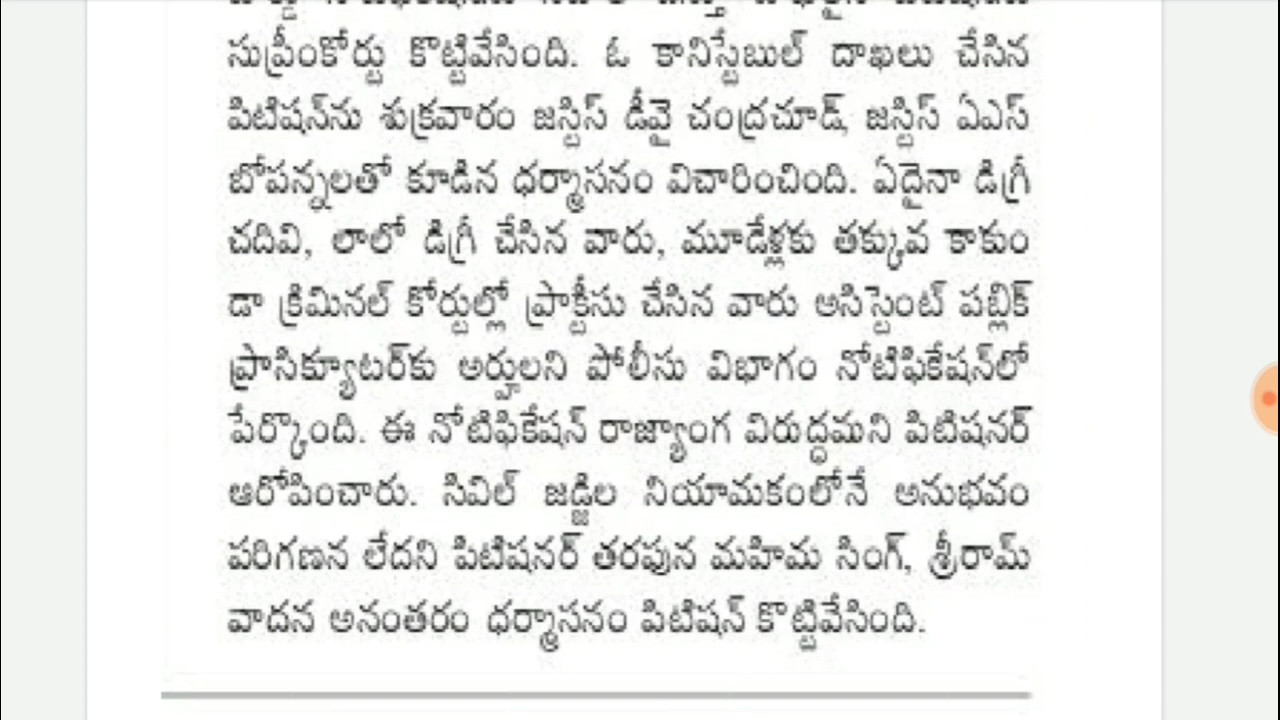 సుప్రీంకోర్టు కొట్టివేసింది. ఓ కానిస్టేబుల్ దాఖలు చేసిన
పిటిషన్‌ను శుక్రవారం జస్టిస్ డీవై చంద్రచూడ్, జస్టిస్ ఏఎస్
బోపన్నలతో కూడిన ధర్మాసనం విచారించింది. ఏదైనా డిగ్రీ
చదివి, లాలో డిగ్రీ చేసిన వారు, మూడేళ్లకు తక్కువ కాకుం
డా క్రిమినల్ కోర్టుల్లో ప్రాక్టీసు చేసిన వారు అసిస్టెంట్ పబ్లిక్
ప్రాసిక్యూటర్‌కు అర్హులని పోలీసు విభాగం నోటిఫికేషన్‌లో
పేర్కొంది. ఈ నోటిఫికేషన్ రాజ్యాంగ విరుద్ధమని పిటిషనర్
ఆరోపించారు. సివిల్ జడ్జిల నియామకంలోనే అనుభవం
పరిగణన లేదని పిటిషనర్ తరపున మహిమ సింగ్, శ్రీరామ్
వాదన అనంతరం ధర్మాసనం పిటిషన్ కొట్టివేసింది.